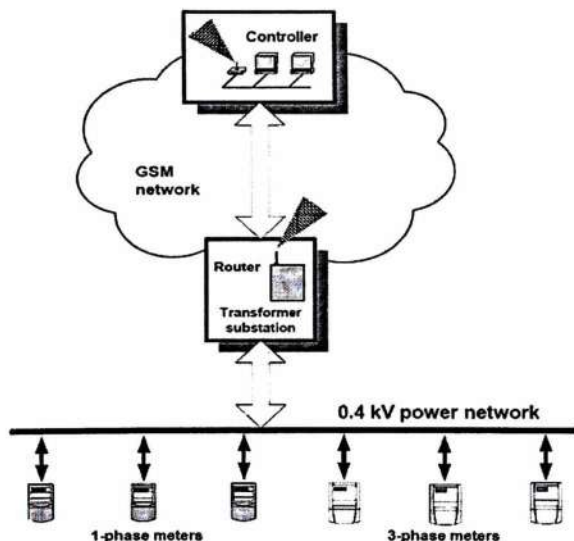 Controller
GSM
network
Router
Transformer
substation
0.4 kV power network
1-phase meters
3-phase meters